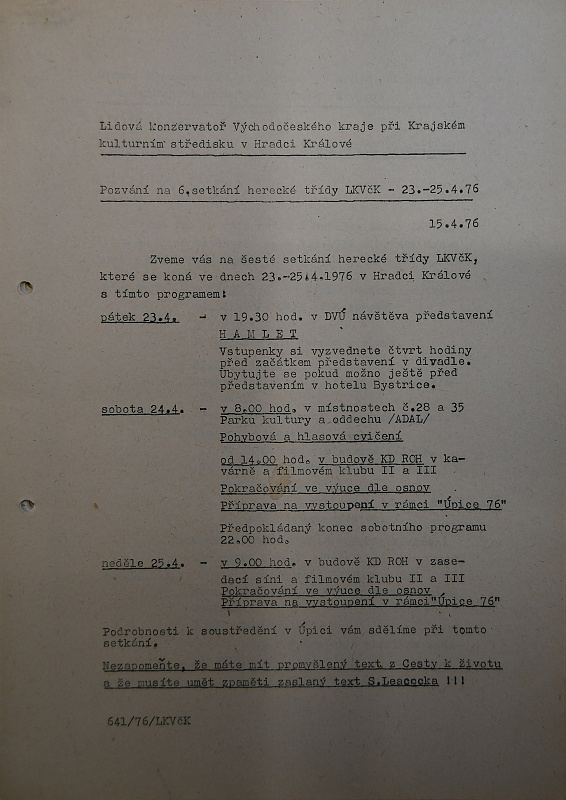 Lidová konzervatoř Východočeského kraje při Krajském
kulturním středisku v Hradci Králové
Pozvání na 6.setkání herecké třídy LKVčK - 23.-25.4.76
15.4.76
Zveme vás na šesté setkání herecké třídy LKVčK,
které se koná ve dnech 23.-25.4.1976 v Hradci Králové
s tímto programem:
pátek 23.4. - v 19.30 hod. v DVÚ návštěva představení
H A M L E T
Vstupenky si vyzvednete čtvrt hodiny
před začátkem představení v divadle.
Ubytujte se pokud možno ještě před
představením v hotelu Bystrice.
sobota 24.4. - v 8.00 hod. v místnostech č.28 a 35
Parku kultury a oddechu /ADAL/
Pohybová a hlasová cvičení
od 14.00 hod. v budově KD ROH v ka-
várně a filmovém klubu II a III
Pokračování ve výuce dle osnov
Příprava na vystoupení v rámci "Úpice 76"
Předpokládaný konec sobotního programu
22.00 hod.
neděle 25.4. - v 9.00 hod. v budově KD ROH v zase-
dací síni a filmovém klubu II a III
Pokračování ve výuce dle osnov
Příprava na vystoupení v rámci"Úpice 76"
Podrobnosti k soustředění v Úpici vám sdělíme při tomto
setkání.
Nezapomeňte, že máte mít promyšlený text z Cesty k životu
a že musíte umět zpaměti zaslaný text S.Leacocka !!!
641/76/LKVčK